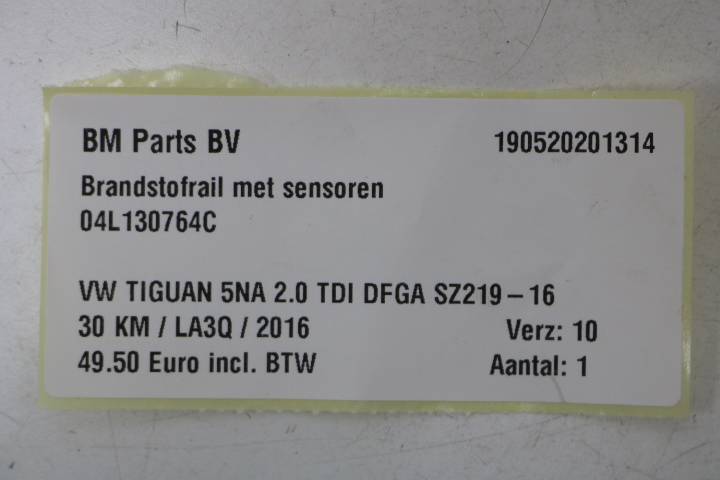 BM Parts BV 190520201314
Brandstofrail met sensoren
04L130764C
VW TIGUAN 5NA 2.0 TDI DFGA SZ219 – 16
30 KM / LA3Q / 2016 Verz: 10
49.50 Euro incl. BTW Aantal: 1